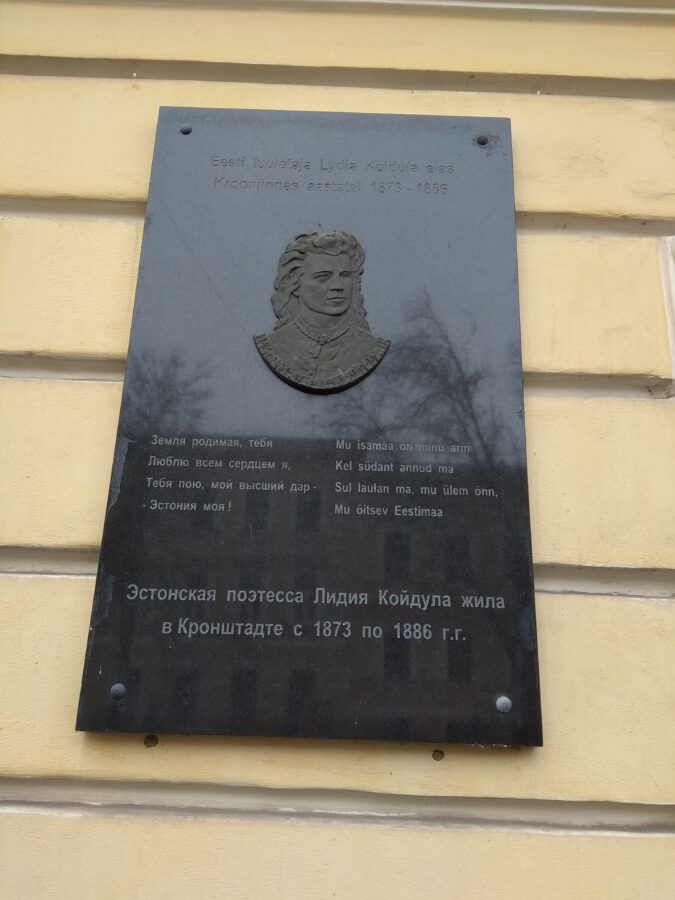 Eesti luuletaja Lydia Koidula elas
Kroonlinnas aastatel 1873 - 1886
Земля родимая, тебя
Люблю всем сердцем я,
Тебя пою, мой высший дар -
- Эстония моя !
Mu isamaa on minu arm
Kel südant annud ma
Sul laulan ma, mu ülem õnn,
Mu õitsev Eestimaa
Эстонская поэтесса Лидия Койдула жила
в Кронштадте с 1873 по 1886 г.г.